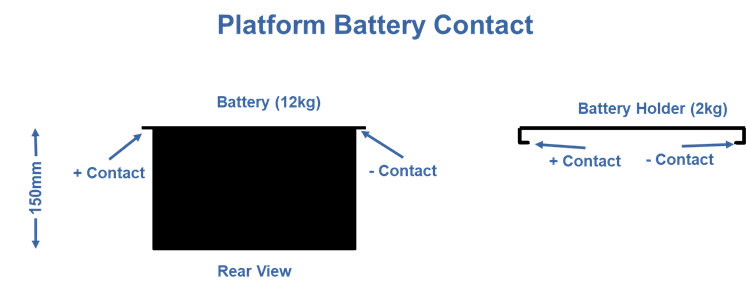 Platform Battery Contact
Battery (12kg)
Battery Holder (2kg)
+ Contact
- Contact
+ Contact
- Contact
150mm
Rear View